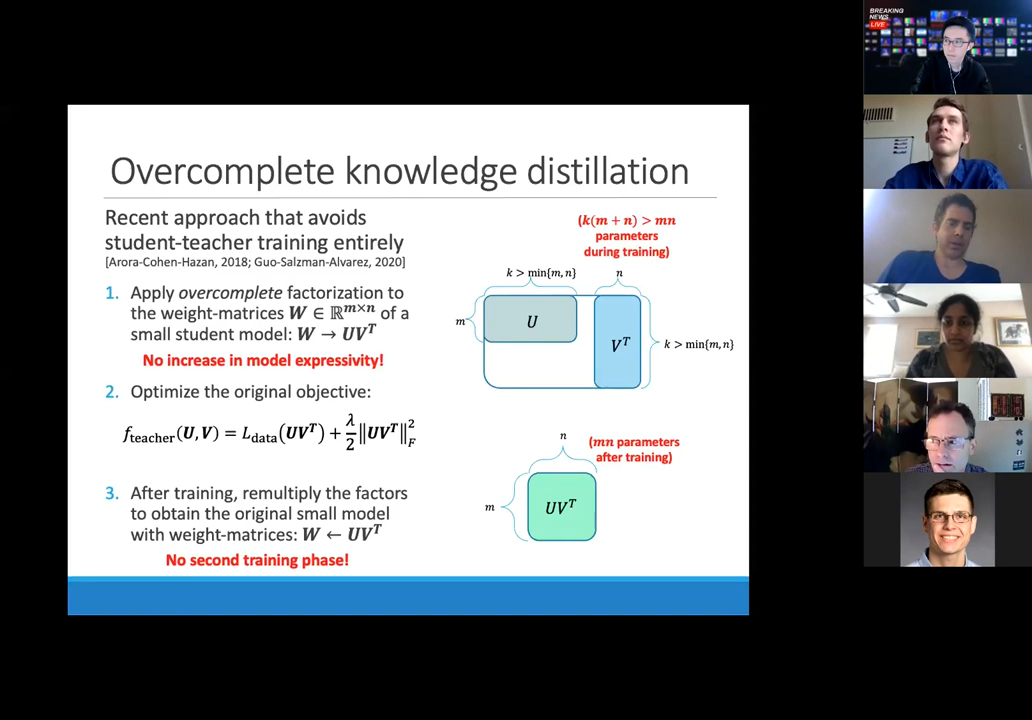 Overcomplete knowledge distillation
Recent approach that avoids
student-teacher training entirely
[Arora-Cohen-Hazan, 2018; Guo-Salzman-Alvarez, 2020]
1. Apply overcomplete factorization to
the weight-matrices W ∈ ℝ^{m×n} of a
small student model: W → UV^T
No increase in model expressivity!
2. Optimize the original objective:
f_teacher(U, V) = L_data(UV^T) + λ/2 ||UV^T||_F^2
3. After training, remultiply the factors
to obtain the original small model
with weight-matrices: W ← UV^T
No second training phase!
(k(m + n) > mn
parameters
during training)
k > min{m, n}
n
m
U
V^T
k > min{m, n}
n
(mn parameters
after training)
m
UV^T
BREAKING
NEWS
LIVE